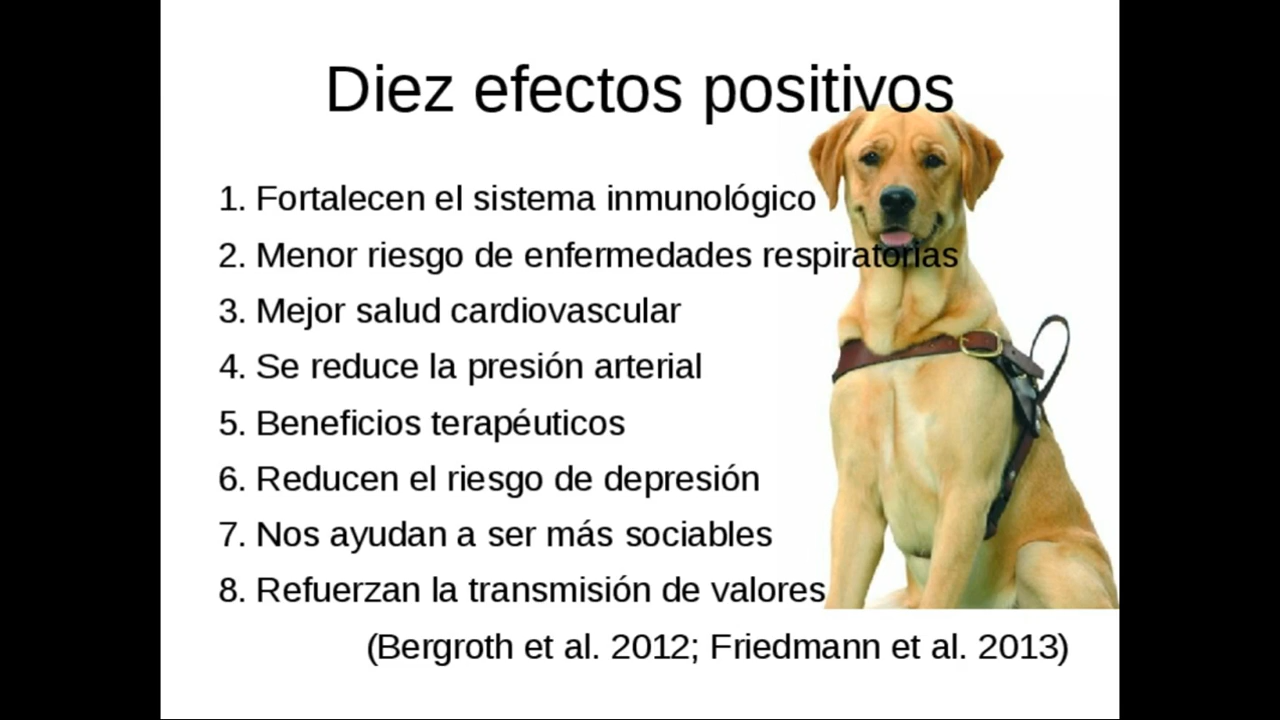 Diez efectos positivos
1. Fortalecen el sistema inmunológico
2. Menor riesgo de enfermedades respiratorias
3. Mejor salud cardiovascular
4. Se reduce la presión arterial
5. Beneficios terapéuticos
6. Reducen el riesgo de depresión
7. Nos ayudan a ser más sociables
8. Refuerzan la transmisión de valores
(Bergroth et al. 2012; Friedmann et al. 2013)